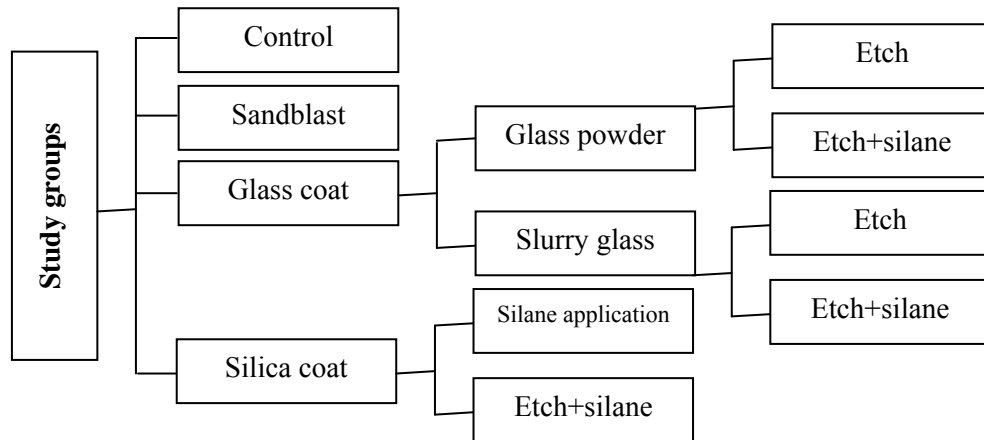 Study groups
Control
Sandblast
Glass coat
Silica coat
Glass powder
Slurry glass
Silane application
Etch+silane
Etch
Etch+silane
Etch
Etch+silane